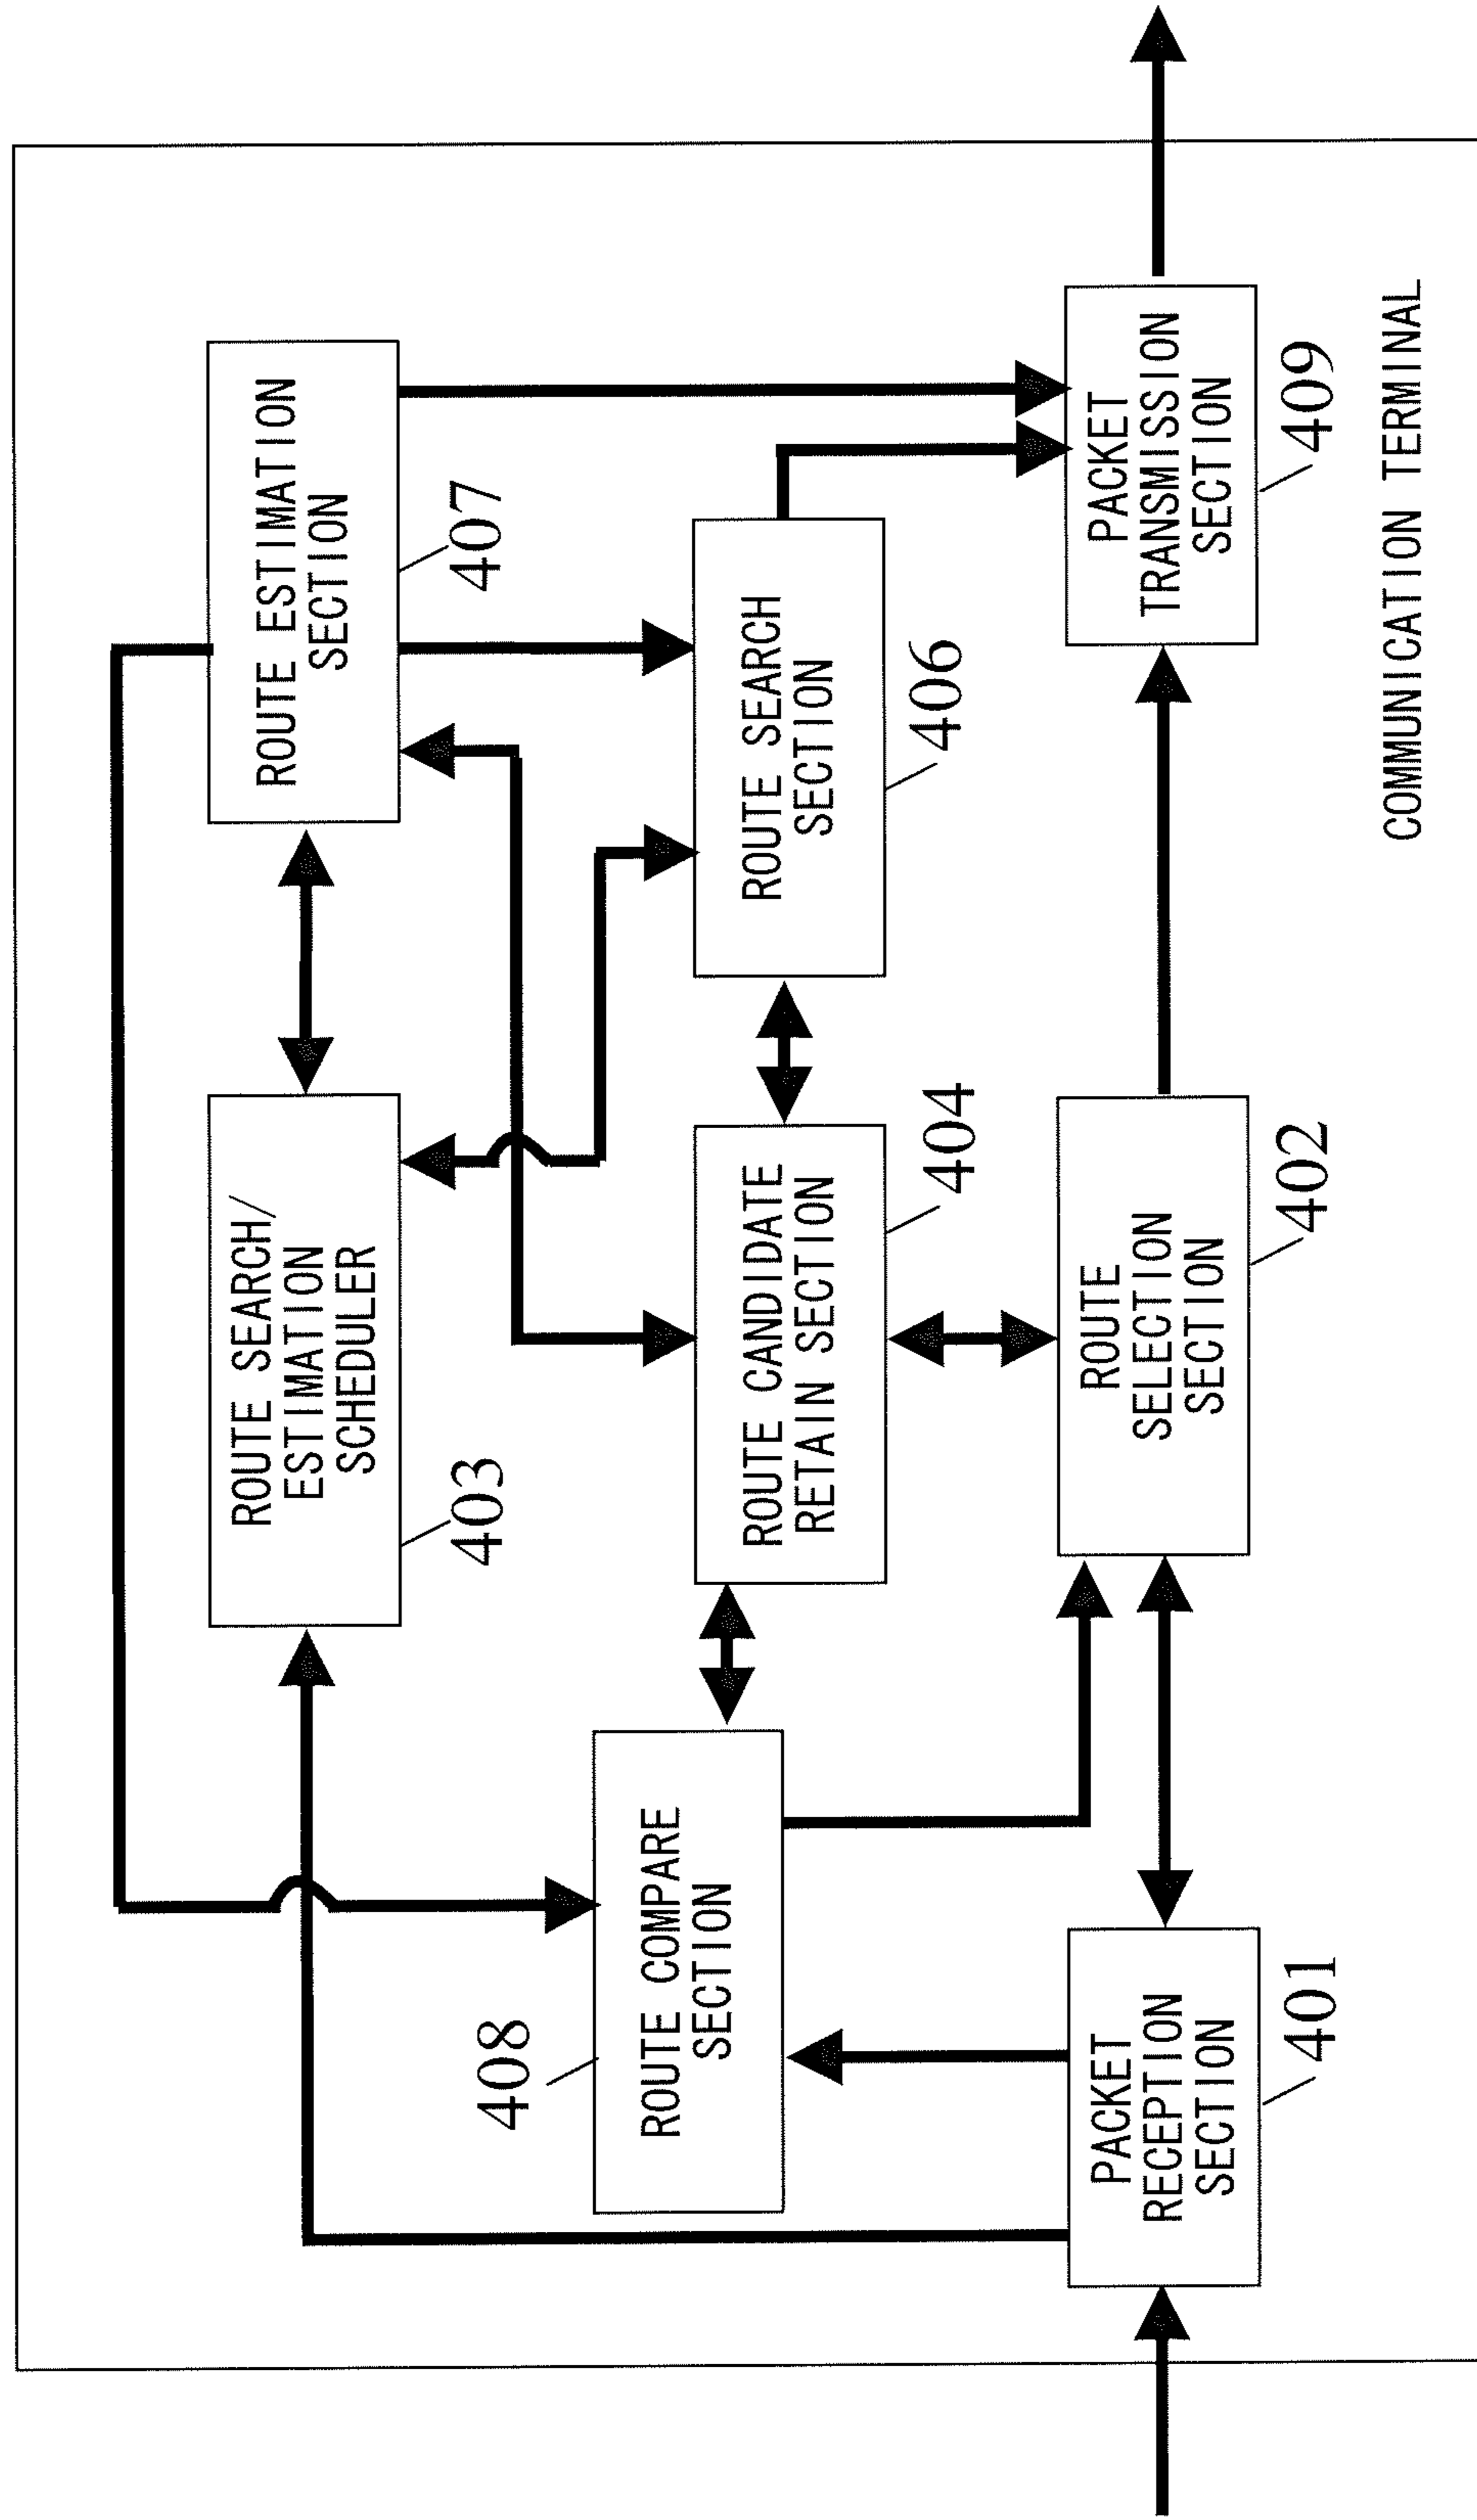 ROUTE SEARCH/
ESTIMATION
SCHEDULER
403
ROUTE ESTIMATION
SECTION
407
408
ROUTE COMPARE
SECTION
ROUTE CANDIDATE
RETAIN SECTION
404
ROUTE SEARCH
SECTION
406
PACKET
RECEPTION
SECTION
401
ROUTE
SELECTION
SECTION
402
PACKET
TRANSMISSION
SECTION
409
COMMUNICATION TERMINAL